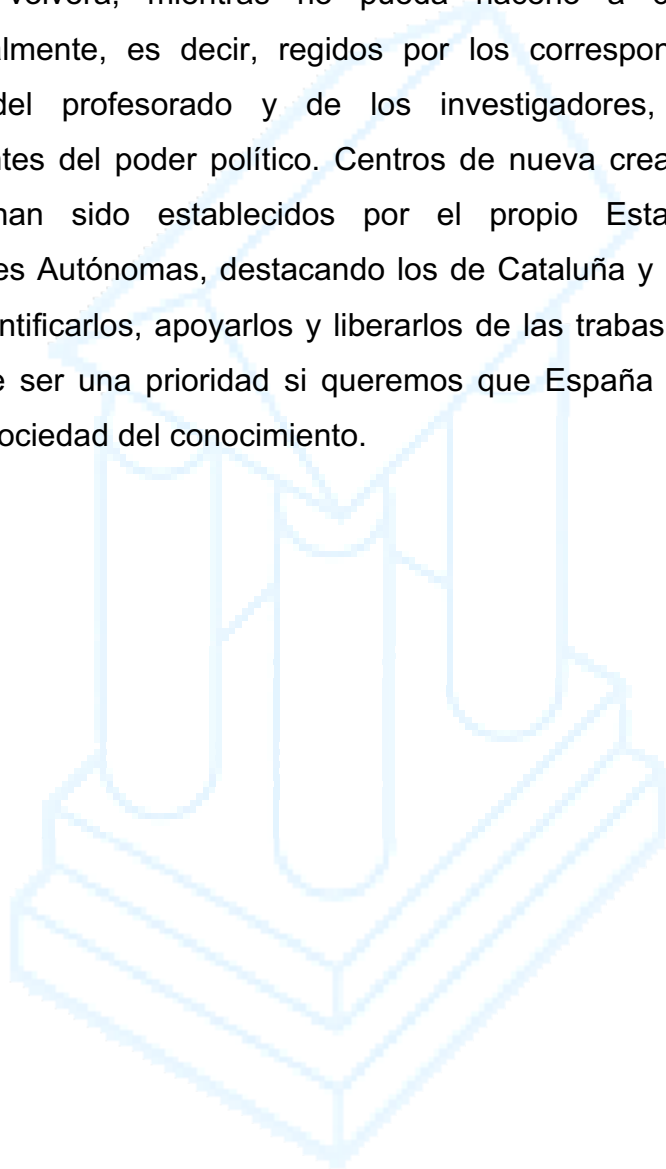 volverá, mientras no pueda hacerlo a
almente, es decir, regidos por los correspon
del profesorado y de los investigadores,
ntes del poder político. Centros de nueva crea
han sido establecidos por el propio Esta
es Autónomas, destacando los de Cataluña y
ntificarlos, apoyarlos y liberarlos de las trabas
e ser una prioridad si queremos que España
ociedad del conocimiento.